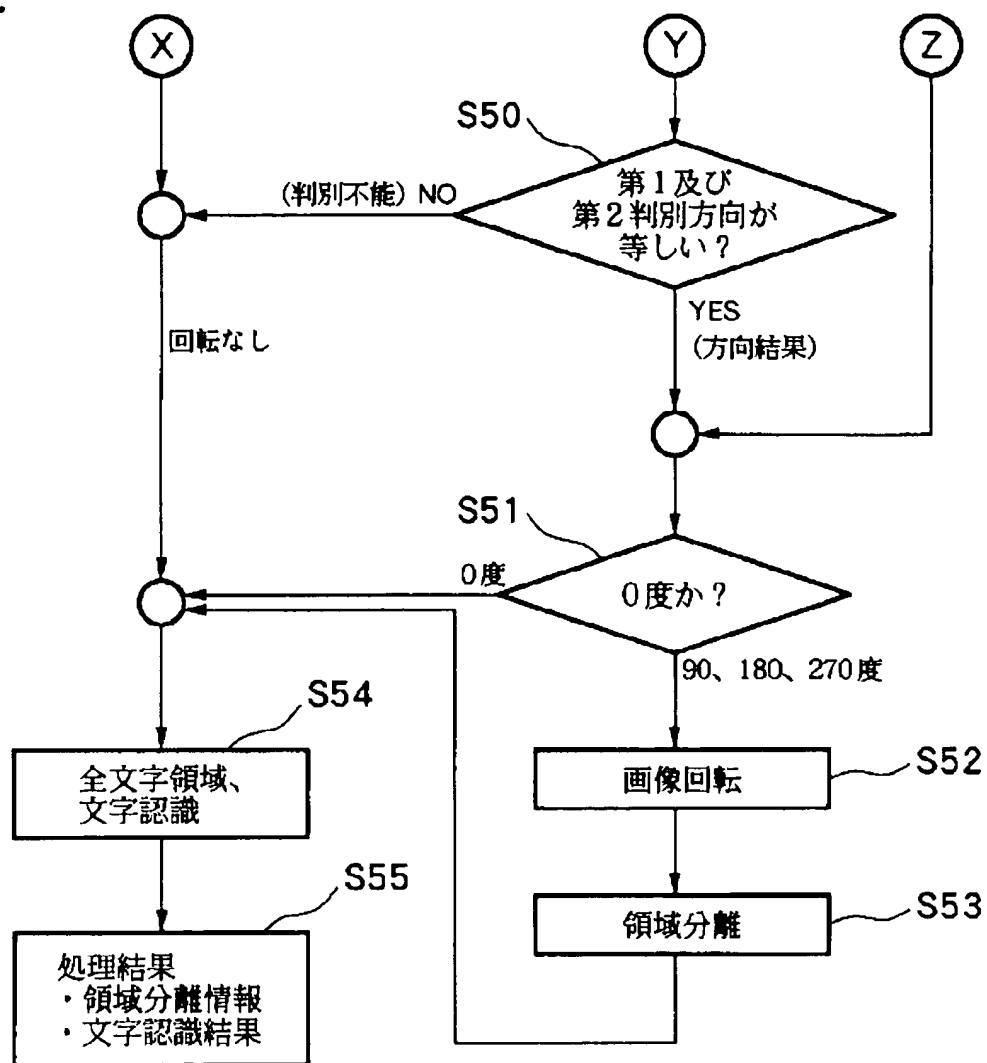 X
Y
Z
S50
第1及び
第2判別方向が
等しい?
(判別不能) NO
YES
(方向結果)
回転なし
S51
0度か?
0度
90、180、270度
S54
全文字領域、
文字認識
S52
画像回転
S55
処理結果
・領域分離情報
・文字認識結果
S53
領域分離